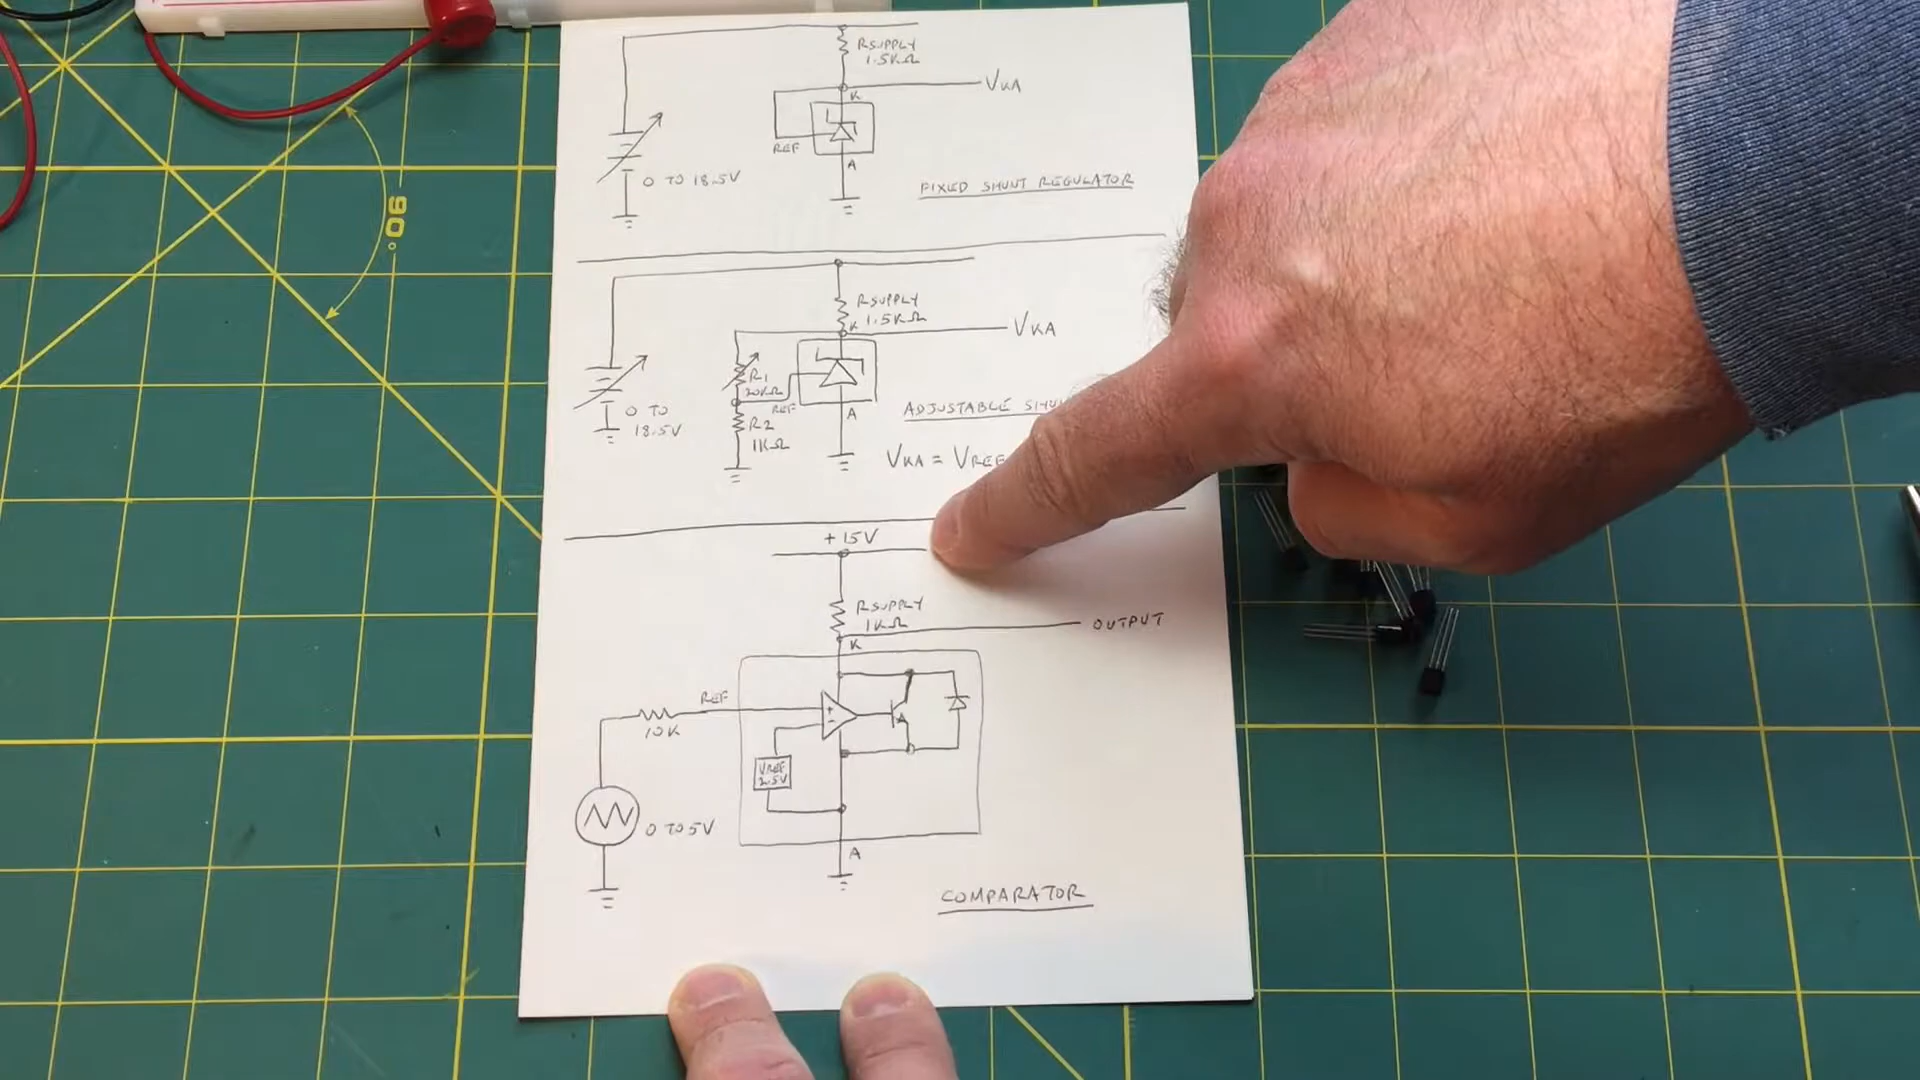 RSUPPLY
1.5KΩ
VKA
K
REF
A
0 TO 18.5V
FIXED SHUNT REGULATOR
90°
RSUPPLY
1.5KΩ
K
VKA
R1
20KΩ
REF
A
0 TO
18.5V
R2
1KΩ
ADJUSTABLE SHU
VKA = VREF
+15V
RSUPPLY
1KΩ
OUTPUT
K
REF
10K
+
-
VREF
2.5V
0 TO 5V
A
COMPARATOR